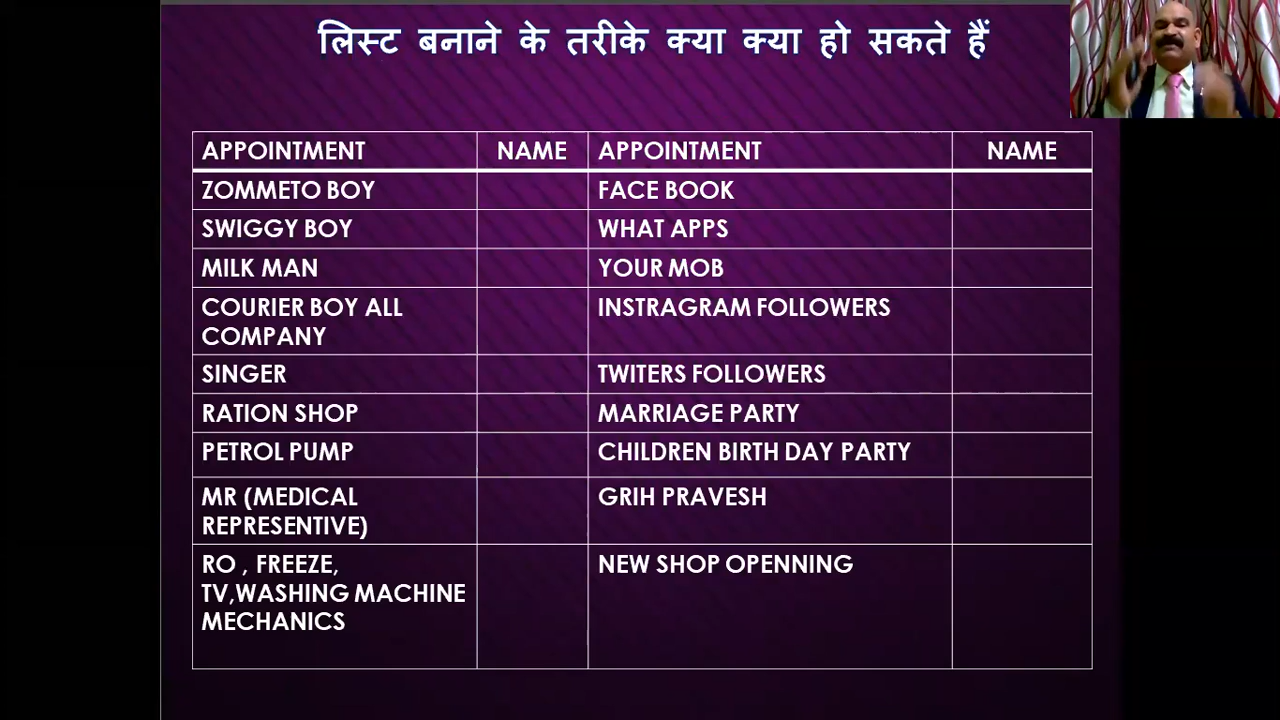 लिस्ट बनाने के तरीके क्या क्या हो सकते हैं
APPOINTMENT NAME APPOINTMENT NAME
ZOMMETO BOY FACE BOOK
SWIGGY BOY WHAT APPS
MILK MAN YOUR MOB
COURIER BOY ALL INSTRAGRAM FOLLOWERS
COMPANY
SINGER TWITERS FOLLOWERS
RATION SHOP MARRIAGE PARTY
PETROL PUMP CHILDREN BIRTH DAY PARTY
MR (MEDICAL GRIH PRAVESH
REPRESENTIVE)
RO , FREEZE, NEW SHOP OPENNING
TV,WASHING MACHINE
MECHANICS